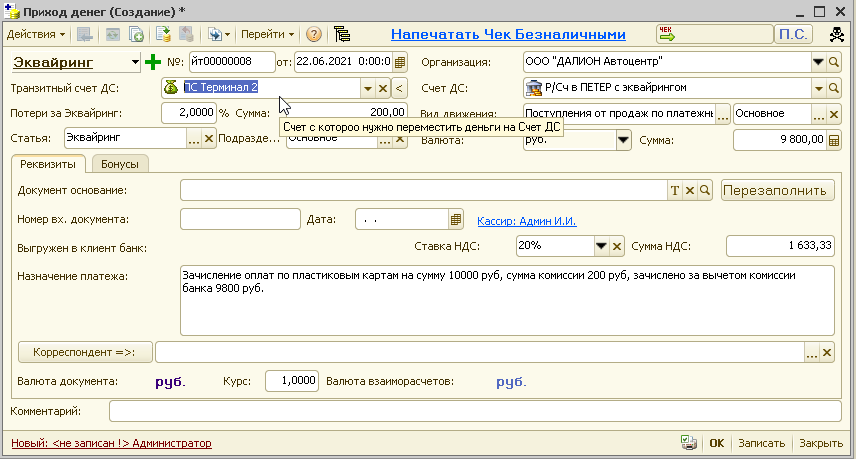 Приход денег (Создание) *
Действия Перейти Напечатать Чек Безналичными ЧЕК П.С.
Эквайринг №: йт00000008 от: 22.06.2021 0:00:0 Организация: ООО "ДАЛИОН Автоцентр"
Транзитный счет ДС: ПС Терминал 2 < Счет ДС: Р/Сч в ПЕТЕР с эквайрингом
Потери за Эквайринг: 2,0000 % Сумма: 200,00 Вид движения: Поступления от продаж по платежны ... Основное ...
Счет с котороо нужно переместить деньги на Счет ДС
Статья: Эквайринг ... Подразде... Основное ... Валюта: руб. Сумма: 9 800,00
Реквизиты Бонусы
Документ основание: T Перезаполнить
Номер вх. документа: Дата: . . Кассир: Админ И.И.
Выгружен в клиент банк: Ставка НДС: 20% Сумма НДС: 1 633,33
Назначение платежа: Зачисление оплат по пластиковым картам на сумму 10000 руб, сумма комиссии 200 руб, зачислено за вычетом комиссии
банка 9800 руб.
Корреспондент =>: ...
Валюта документа: руб. Курс: 1,0000 Валюта взаиморасчетов: руб.
Комментарий:
Новый: <не записан !> Администратор OK Записать Закрыть